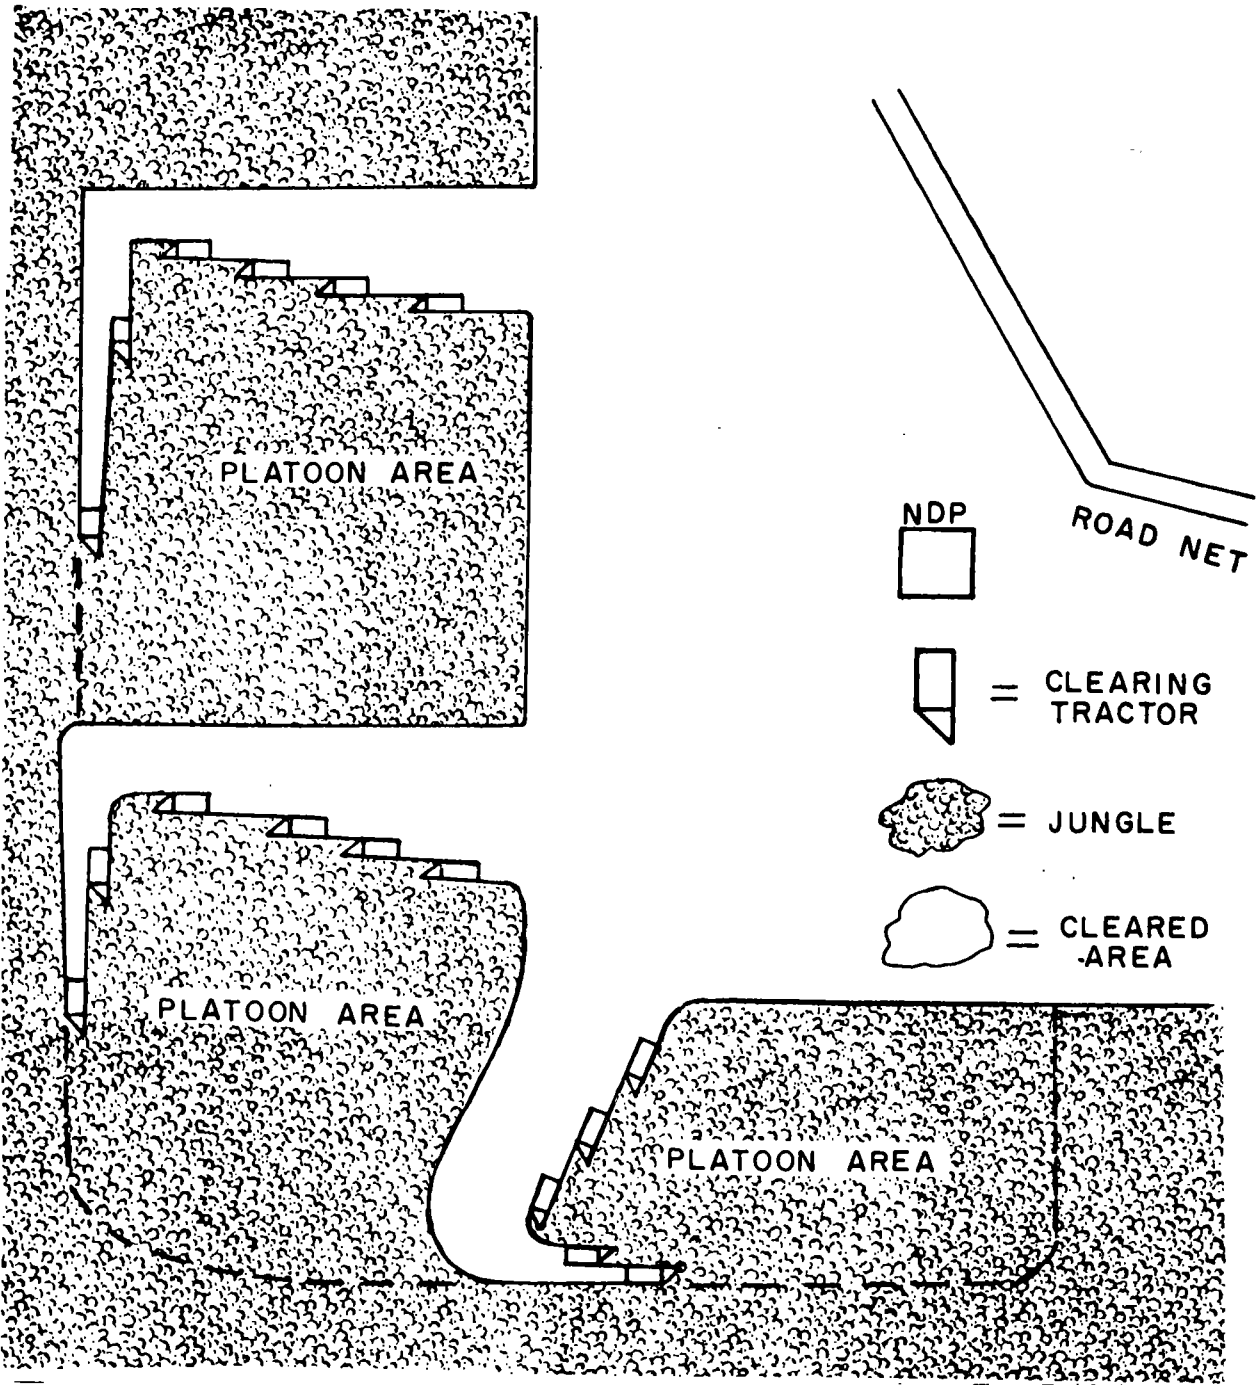 PLATOON AREA
NDP
ROAD NET
= CLEARING
TRACTOR
= JUNGLE
= CLEARED
-AREA
PLATOON AREA
PLATOON AREA